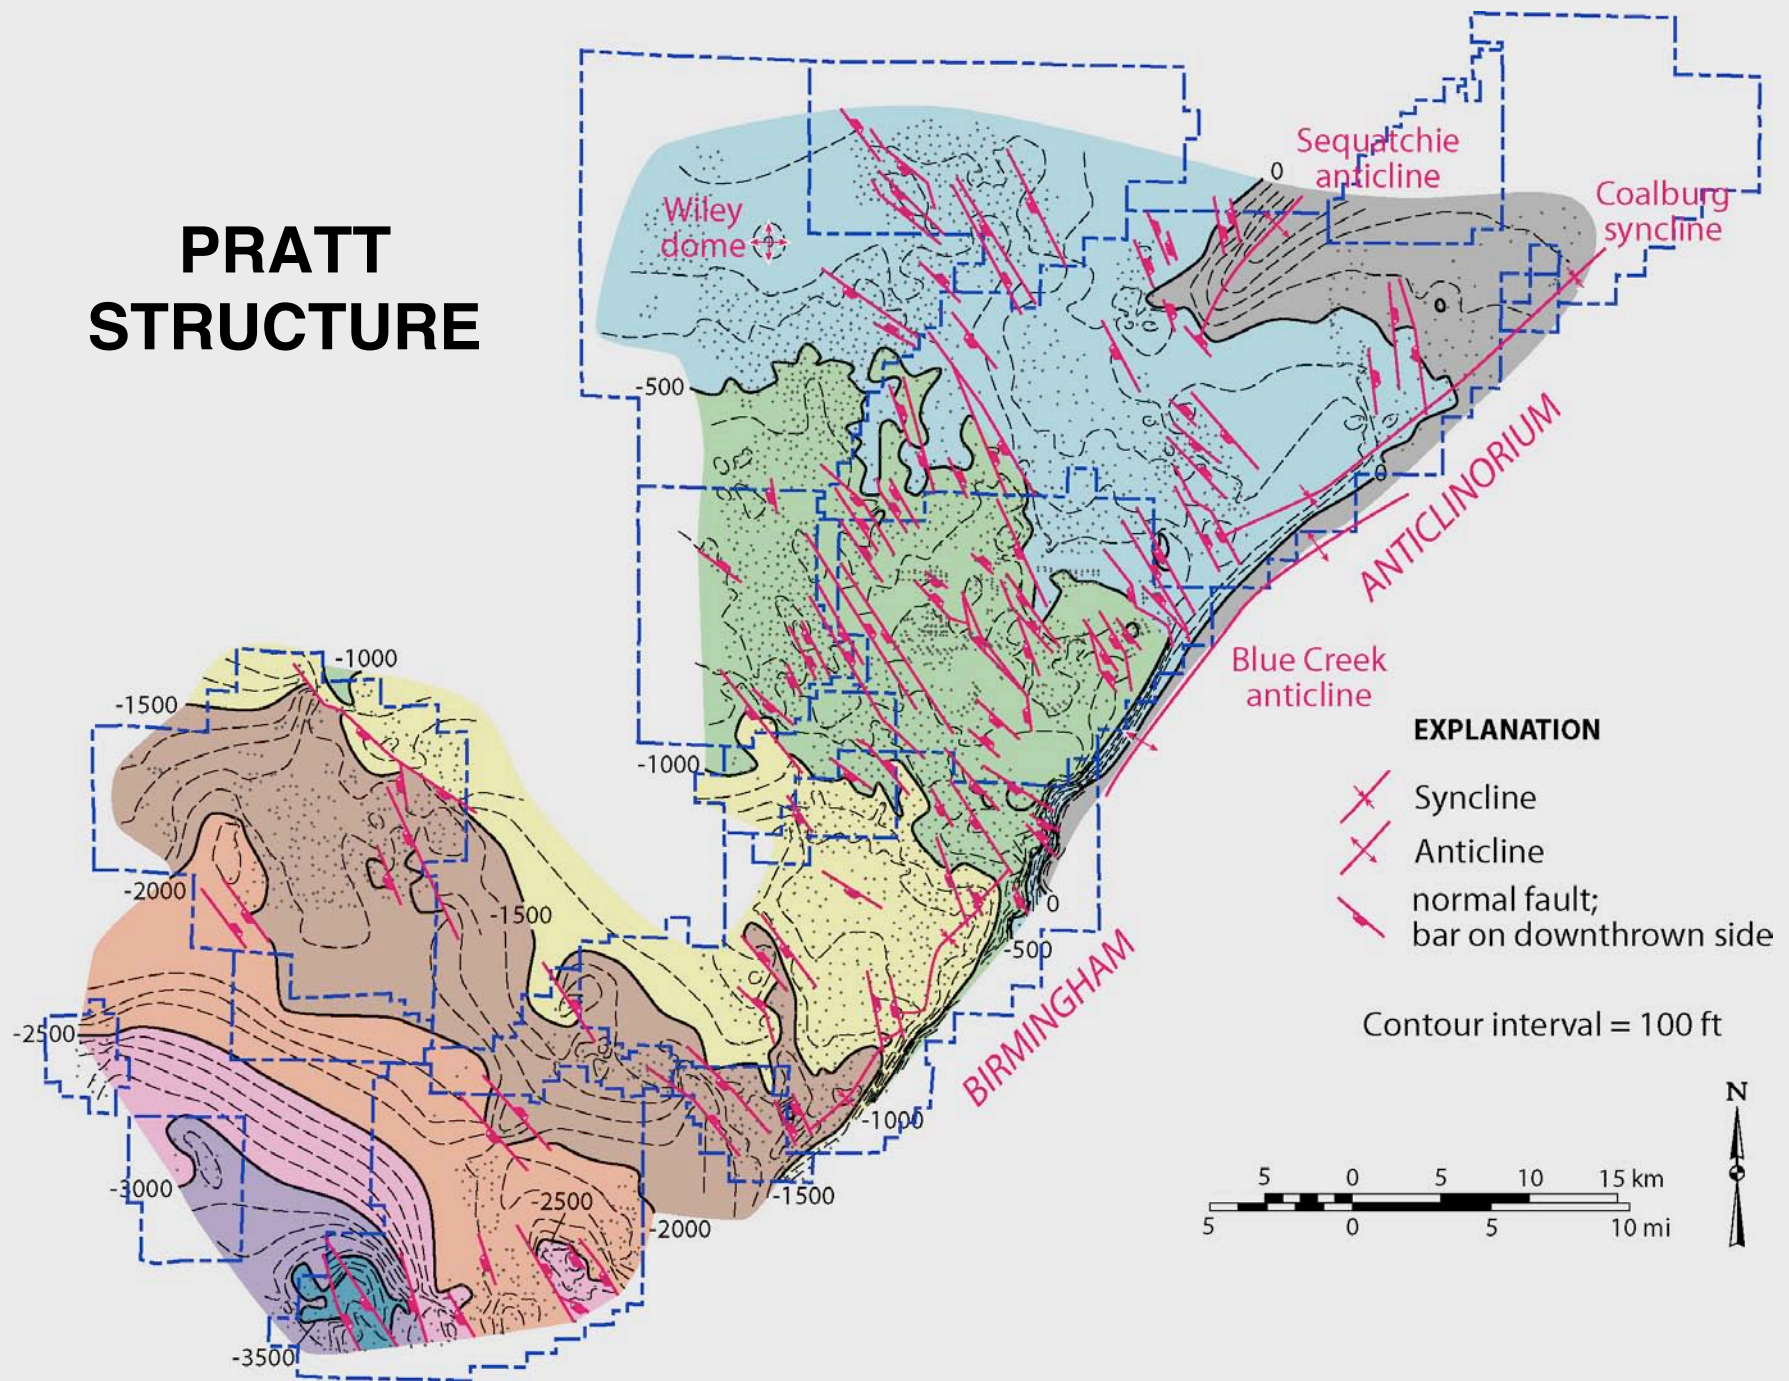 PRATT
STRUCTURE
Sequatchie
anticline
0
Coalburg
syncline
Wiley
dome
-500
0
ANTICLINORIUM
Blue Creek
anticline
-1000
-1500
-1000
-2000
-1500
0
-500
BIRMINGHAM
-2500
-1000
-3000
-1500
-2500
-2000
-3500
EXPLANATION
Syncline
Anticline
normal fault;
bar on downthrown side
Contour interval = 100 ft
N
5 0 5 10 15 km
5 0 5 10 mi